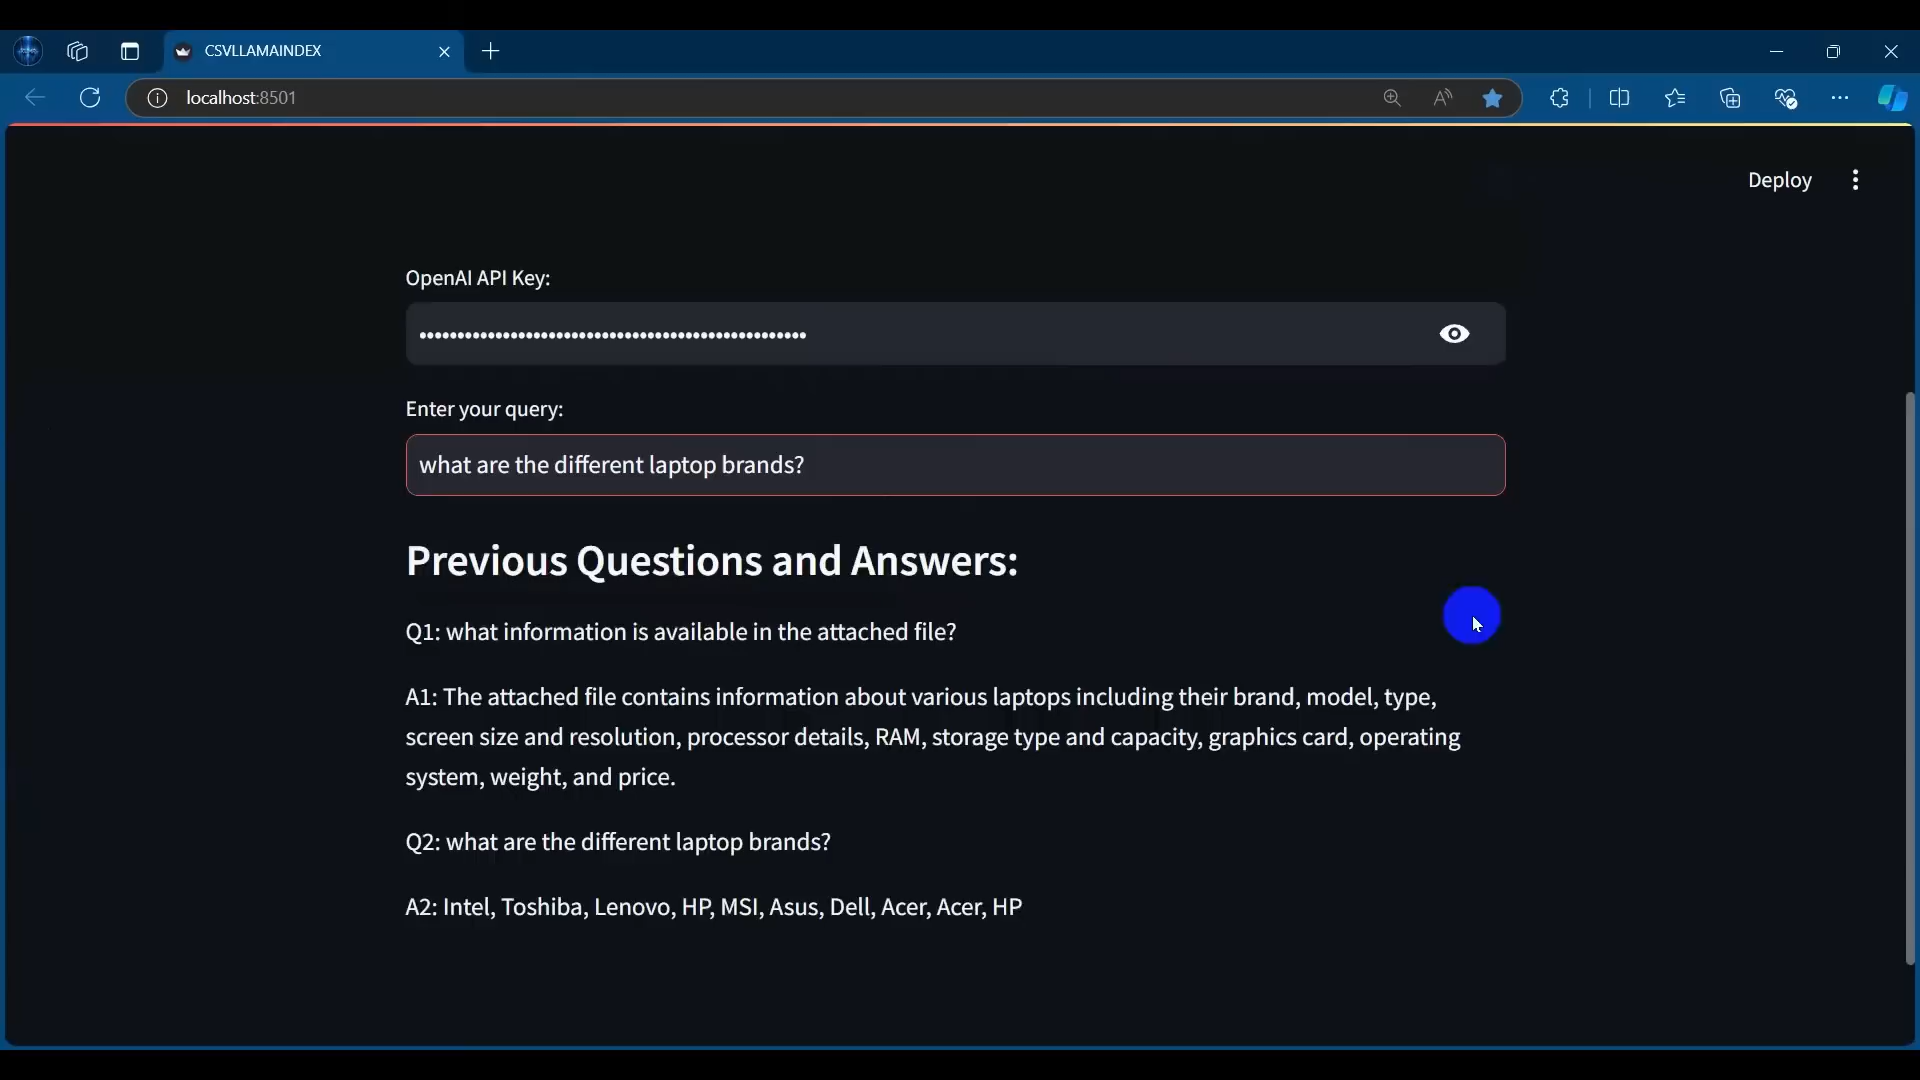 CSVLLAMAINDEX
localhost:8501
Deploy
OpenAI API Key:
••••••••••••••••••••••••••••••••••••••••••••••••••••
Enter your query:
what are the different laptop brands?
Previous Questions and Answers:
Q1: what information is available in the attached file?
A1: The attached file contains information about various laptops including their brand, model, type,
screen size and resolution, processor details, RAM, storage type and capacity, graphics card, operating
system, weight, and price.
Q2: what are the different laptop brands?
A2: Intel, Toshiba, Lenovo, HP, MSI, Asus, Dell, Acer, Acer, HP